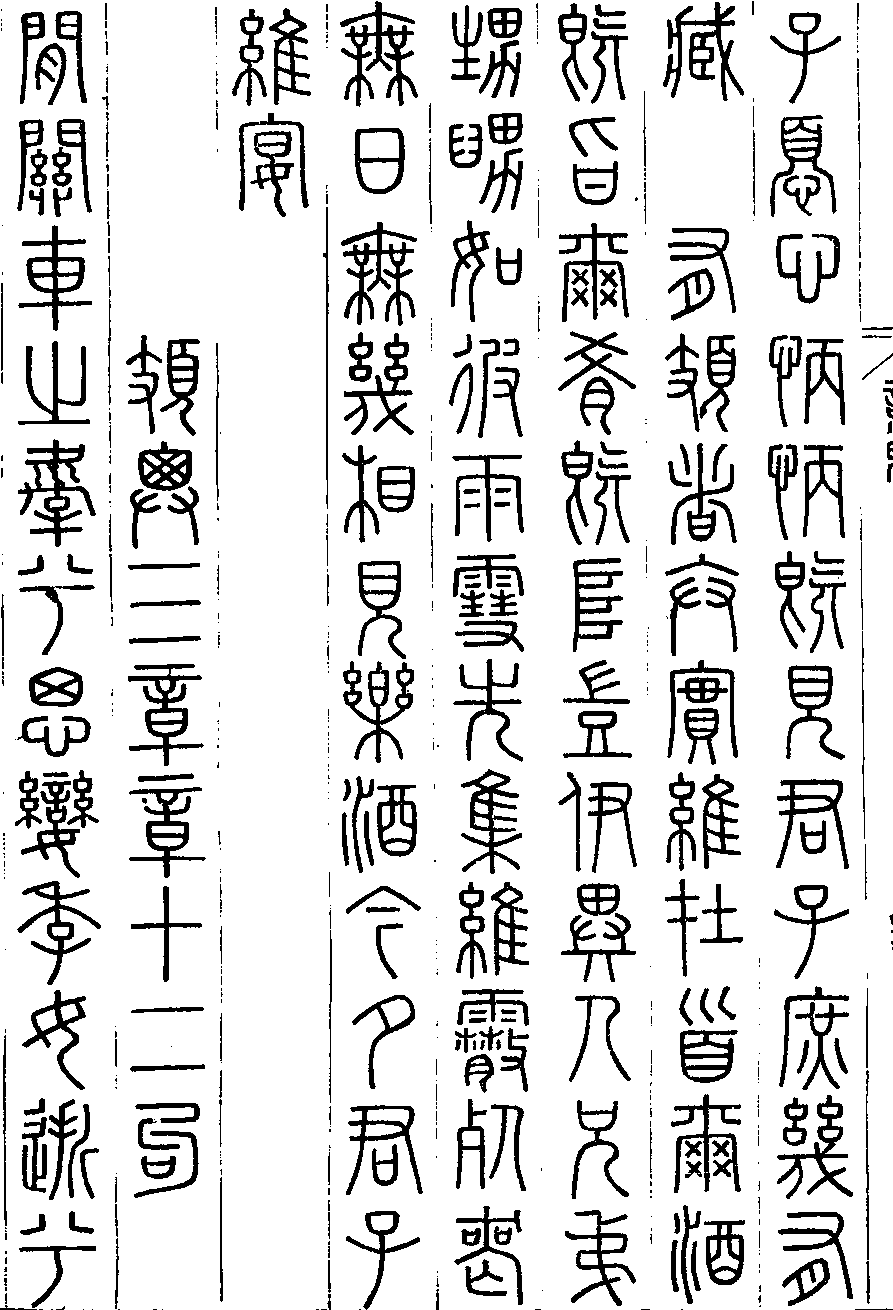 子惪心怲怲旣見君子庶幾有
臧　有頍者弁實維在首爾酒
旣旨爾肴旣阜豈伊異人兄弟
甥舅如彼雨雪先集維霰死喪
無日無幾相見樂酒今夕君子
維宴
頍弁三章章十二句
閒關車之舝兮思孌季女逝兮